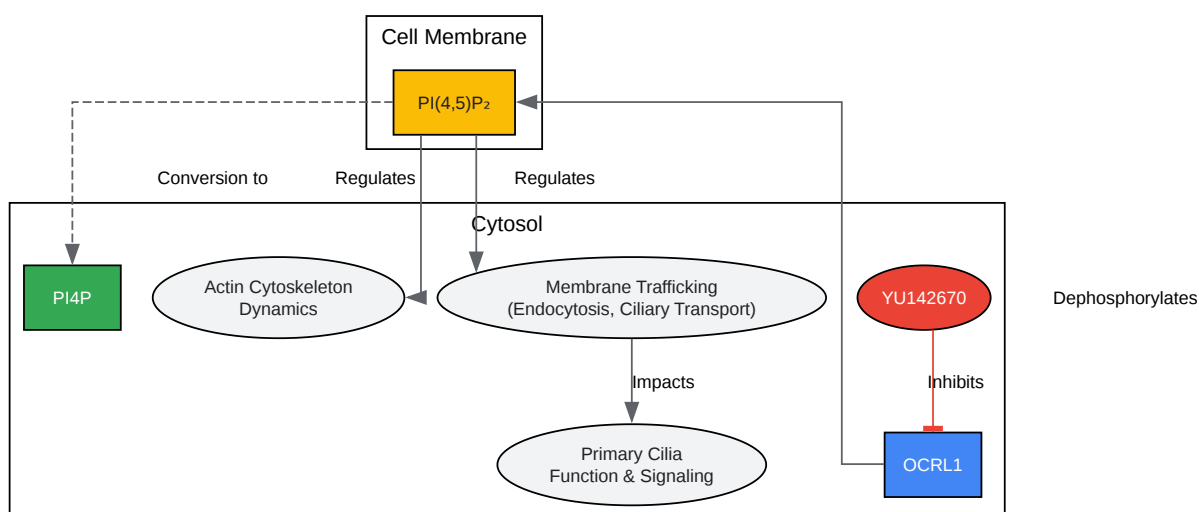 Cell Membrane
PI(4,5)P₂
Conversion to
Regulates
Regulates
Cytosol
PI4P
Actin Cytoskeleton
Dynamics
Membrane Trafficking
(Endocytosis, Ciliary Transport)
YU142670
Dephosphorylates
Impacts
Inhibits
Primary Cilia
Function & Signaling
OCRL1